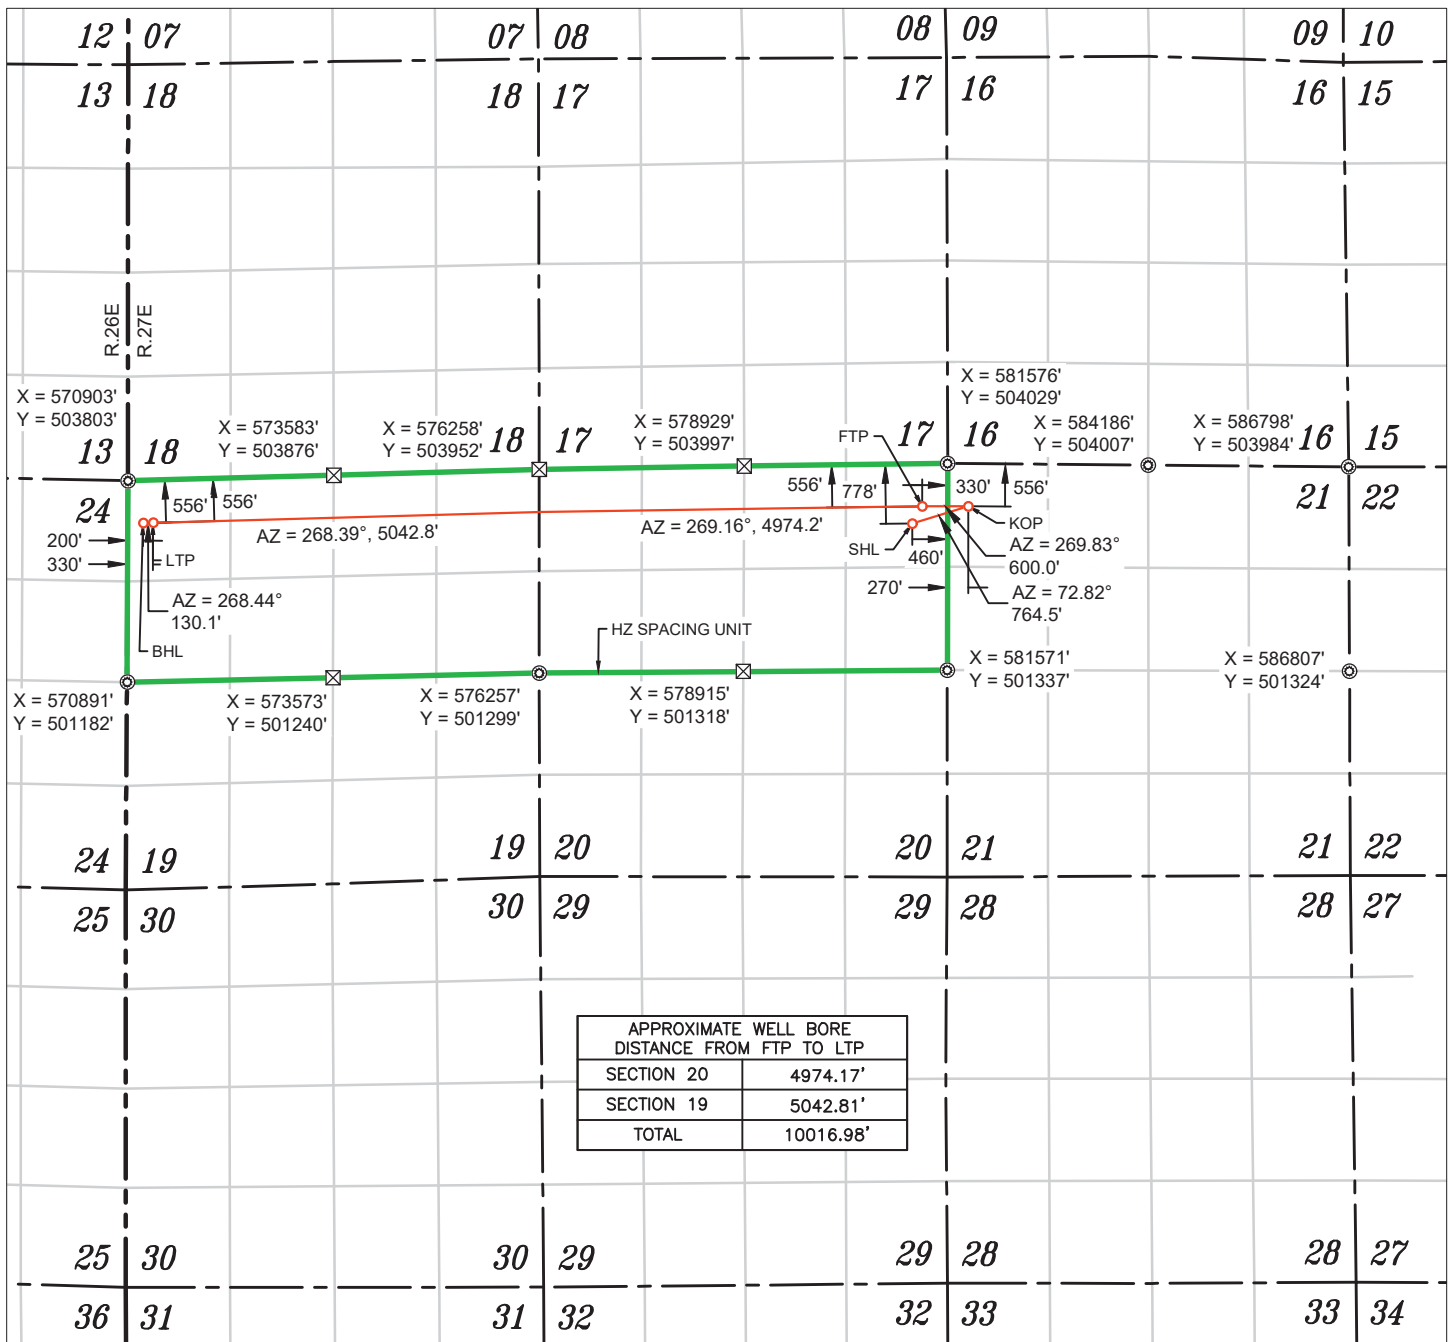 12 07
07 08
08 09
09 10
13 18
18 17
17 16
16 15
R.26E
R.27E
X = 570903'
Y = 503803'
X = 573583'
Y = 503876'
X = 576258'
Y = 503952'
X = 578929'
Y = 503997'
X = 581576'
Y = 504029'
X = 584186'
Y = 504007'
X = 586798'
Y = 503984'
13 18
18 17
17 16
16 15
FTP
24
21 22
556'
556'
556'
778'
330'
556'
200'
330'
LTP
AZ = 268.39°, 5042.8'
AZ = 269.16°, 4974.2'
SHL
460'
KOP
AZ = 269.83°
600.0'
270'
AZ = 72.82°
764.5'
AZ = 268.44°
130.1'
BHL
HZ SPACING UNIT
X = 570891'
Y = 501182'
X = 573573'
Y = 501240'
X = 576257'
Y = 501299'
X = 578915'
Y = 501318'
X = 581571'
Y = 501337'
X = 586807'
Y = 501324'
24 19
19 20
20 21
21 22
25 30
30 29
29 28
28 27
APPROXIMATE WELL BORE
DISTANCE FROM FTP TO LTP
SECTION 20 4974.17'
SECTION 19 5042.81'
TOTAL 10016.98'
25 30
30 29
29 28
28 27
36 31
31 32
32 33
33 34